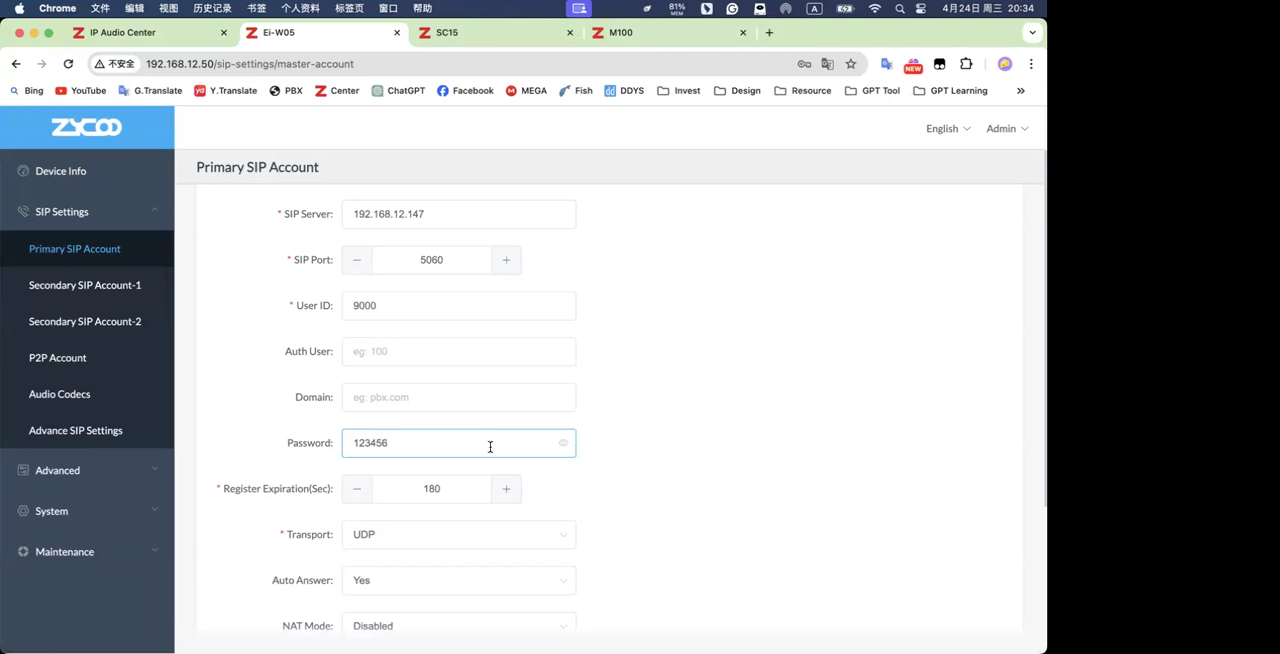 Chrome 文件 编辑 视图 历史记录 书签 个人资料 标签页 窗口 帮助 81% MEM A 4月24日 周三 20:34
IP Audio Center Ei-W05 SC15 M100
不安全 192.168.12.50/sip-settings/master-account NEW
Bing YouTube G.Translate Y.Translate PBX Center ChatGPT Facebook MEGA Fish DDYS Invest Design Resource GPT Tool GPT Learning »
ZYCOO
English Admin
Device Info
SIP Settings
Primary SIP Account
Secondary SIP Account-1
Secondary SIP Account-2
P2P Account
Audio Codecs
Advance SIP Settings
Advanced
System
Maintenance
Primary SIP Account
* SIP Server: 192.168.12.147
* SIP Port: − 5060 +
* User ID: 9000
Auth User: eg: 100
Domain: eg: pbx.com
Password: 123456
* Register Expiration(Sec): − 180 +
* Transport: UDP
Auto Answer: Yes
NAT Mode: Disabled